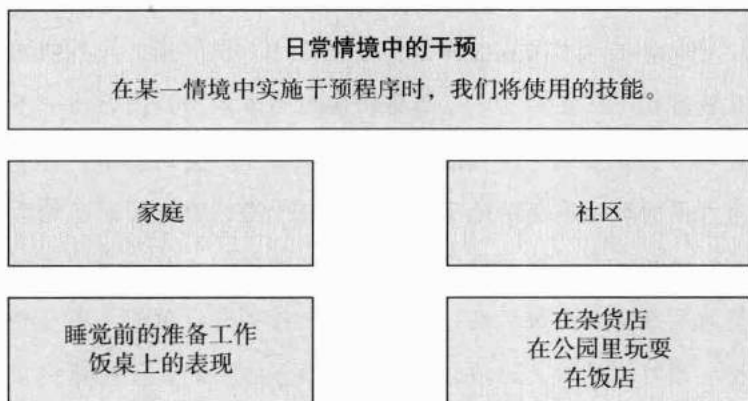 日常情境中的干预
在某一情境中实施干预程序时，我们将使用的技能。
家庭
社区
睡觉前的准备工作
饭桌上的表现
在杂货店
在公园里玩耍
在饭店